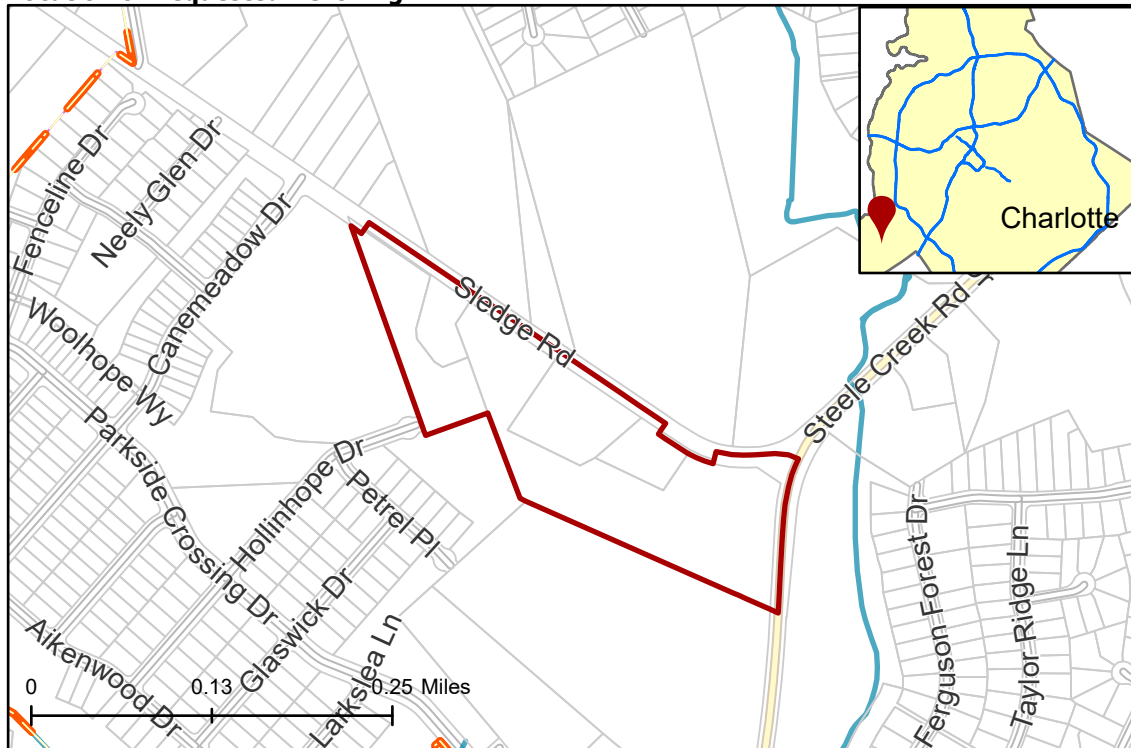 Fenceline Dr
Neely Glen Dr
Canemeadow Dr
Woolhope Wy
Parkside Crossing Dr
Hollinhope Dr
Petrel Pl
Glaswick Dr
Larkslea Ln
Aikenwood Dr
Sledge Rd
Steele Creek Rd
Ferguson Forest Dr
Taylor Ridge Ln
Charlotte
0 0.13 0.25 Miles